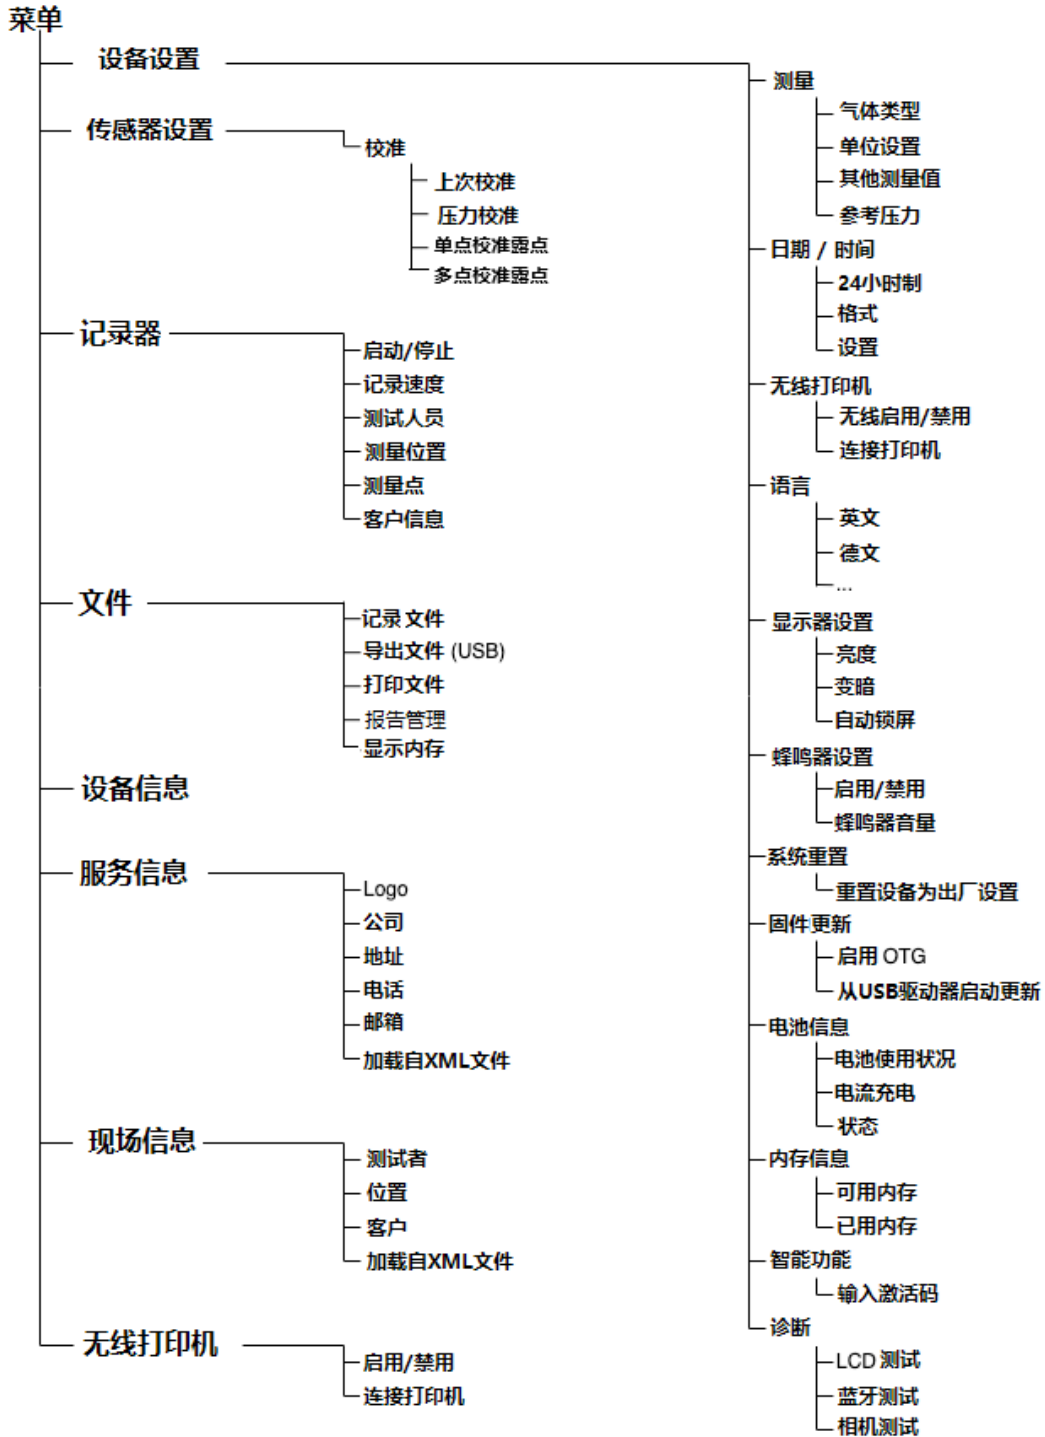 菜单
设备设置
测量
气体类型
单位设置
其他测量值
参考压力
日期 / 时间
24小时制
格式
设置
无线打印机
无线启用/禁用
连接打印机
语言
英文
德文
...
显示器设置
亮度
变暗
自动锁屏
蜂鸣器设置
启用/禁用
蜂鸣器音量
系统重置
重置设备为出厂设置
固件更新
启用 OTG
从USB驱动器启动更新
电池信息
电池使用状况
电流充电
状态
内存信息
可用内存
已用内存
智能功能
输入激活码
诊断
LCD 测试
蓝牙测试
相机测试
传感器设置
校准
上次校准
压力校准
单点校准露点
多点校准露点
记录器
启动/停止
记录速度
测试人员
测量位置
测量点
客户信息
文件
记录文件
导出文件 (USB)
打印文件
报告管理
显示内存
设备信息
服务信息
Logo
公司
地址
电话
邮箱
加载自XML文件
现场信息
测试者
位置
客户
加载自XML文件
无线打印机
启用/禁用
连接打印机